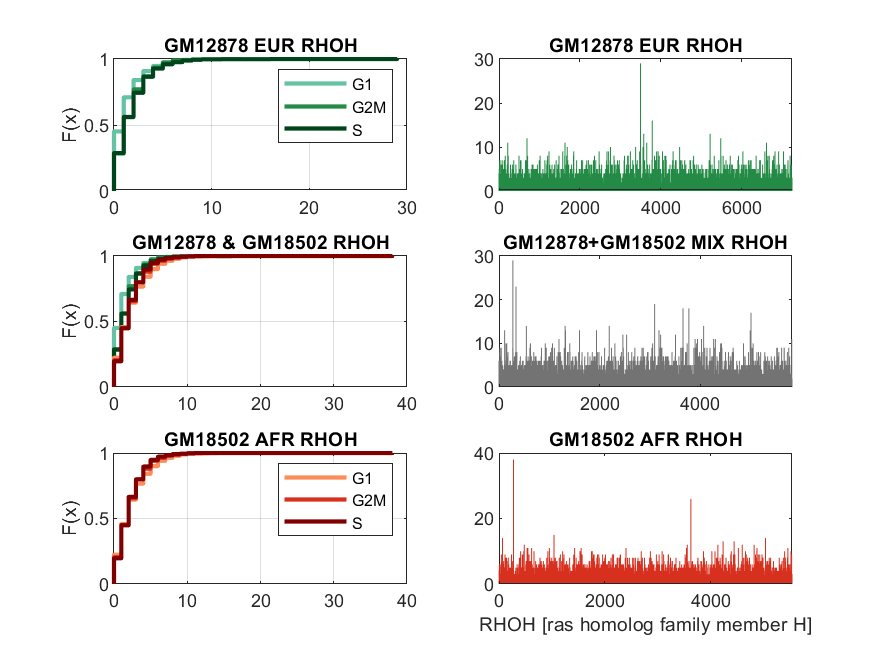 GM12878 EUR RHOH
F(x)
1
0.5
0
0 10 20 30
G1
G2M
S
GM12878 EUR RHOH
30
20
10
0
0 2000 4000 6000
GM12878 & GM18502 RHOH
F(x)
1
0.5
0
0 10 20 30 40
GM12878+GM18502 MIX RHOH
30
20
10
0
0 2000 4000
GM18502 AFR RHOH
F(x)
1
0.5
0
0 10 20 30 40
G1
G2M
S
GM18502 AFR RHOH
40
20
0
0 2000 4000
RHOH [ras homolog family member H]